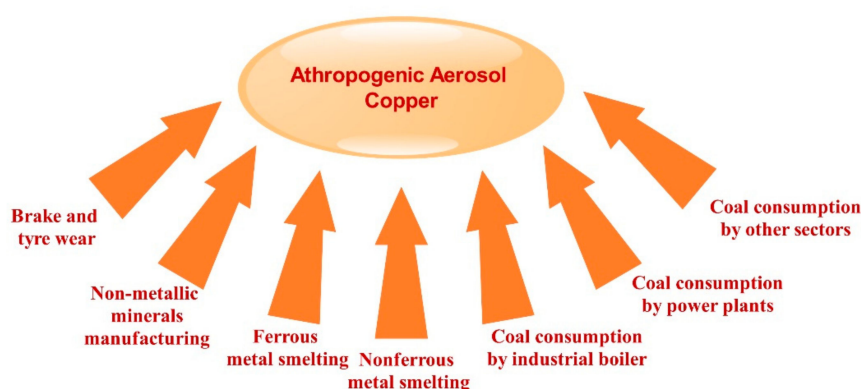 Athropogenic Aerosol
Copper
Brake and
tyre wear
Non-metallic
minerals
manufacturing
Ferrous
metal smelting
Nonferrous
metal smelting
Coal consumption
by industrial boiler
Coal consumption
by power plants
Coal consumption
by other sectors